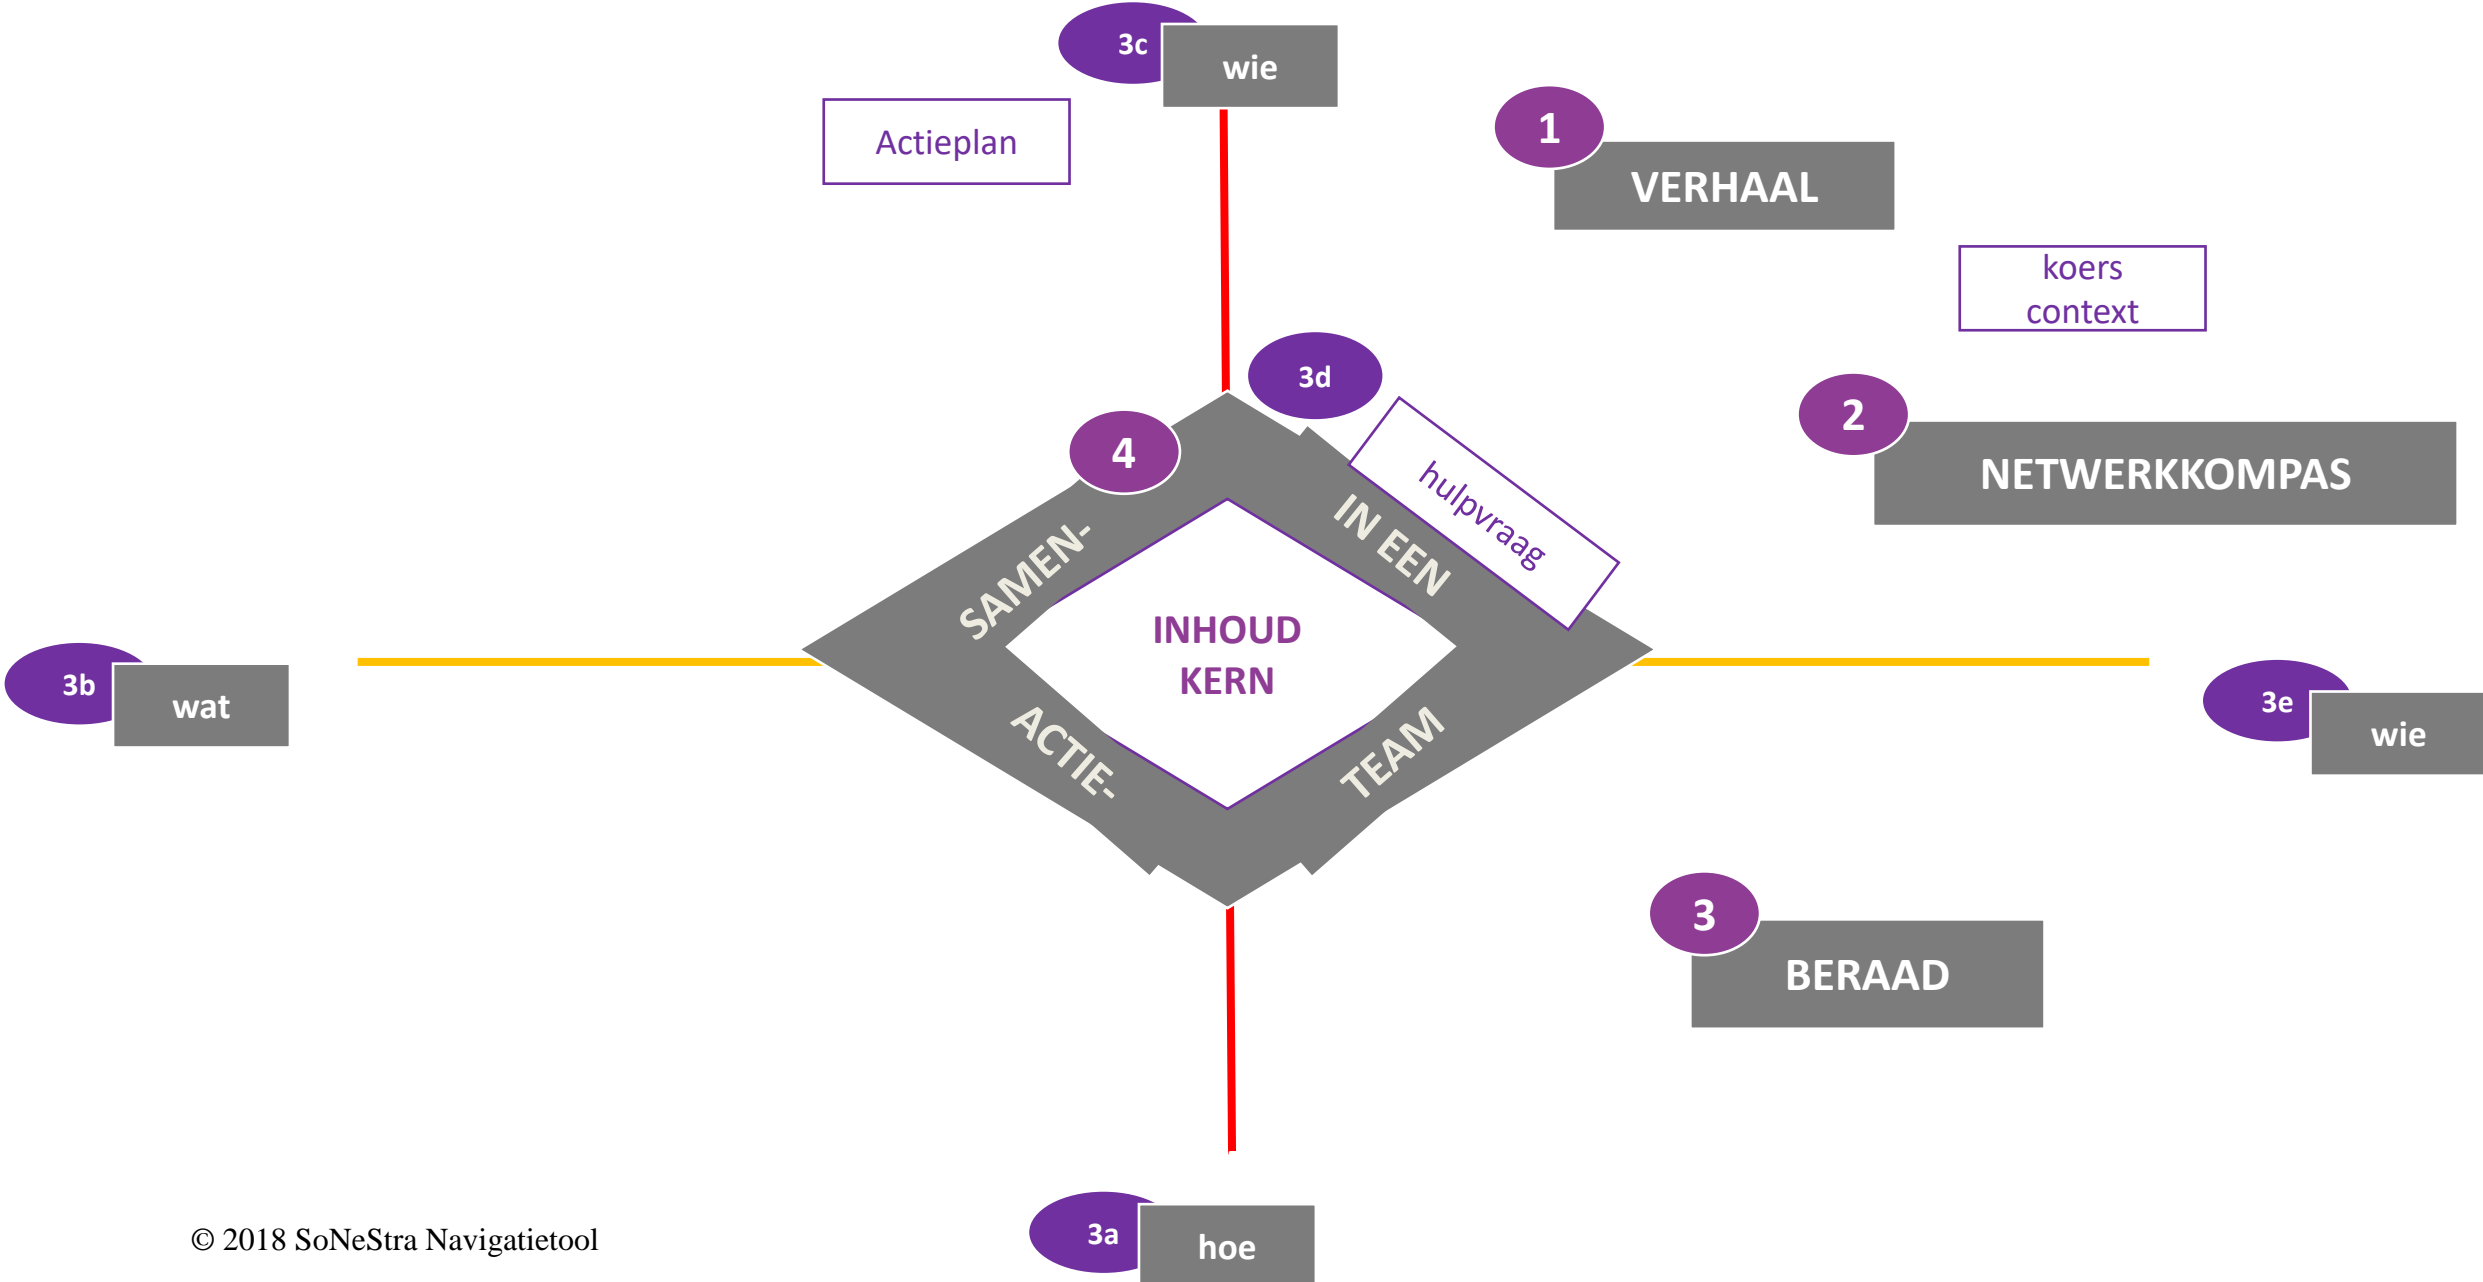 3c
wie
Actieplan
1
VERHAAL
koers
context
3d
2
NETWERKKOMPAS
4
hulpvraag
SAMEN-
IN EEN
INHOUD
KERN
3b
wat
ACTIE-
TEAM
3e
wie
3
BERAAD
3a
hoe
© 2018 SoNeStra Navigatietool